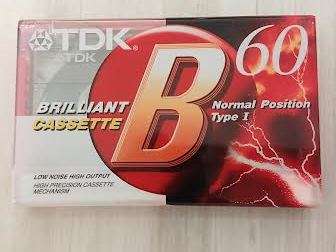 TDK
TDK
60
B
BRILLIANT
CASSETTE
Normal Position
Type I
LOW NOISE HIGH OUTPUT
HIGH PRECISION CASSETTE
MECHANISM